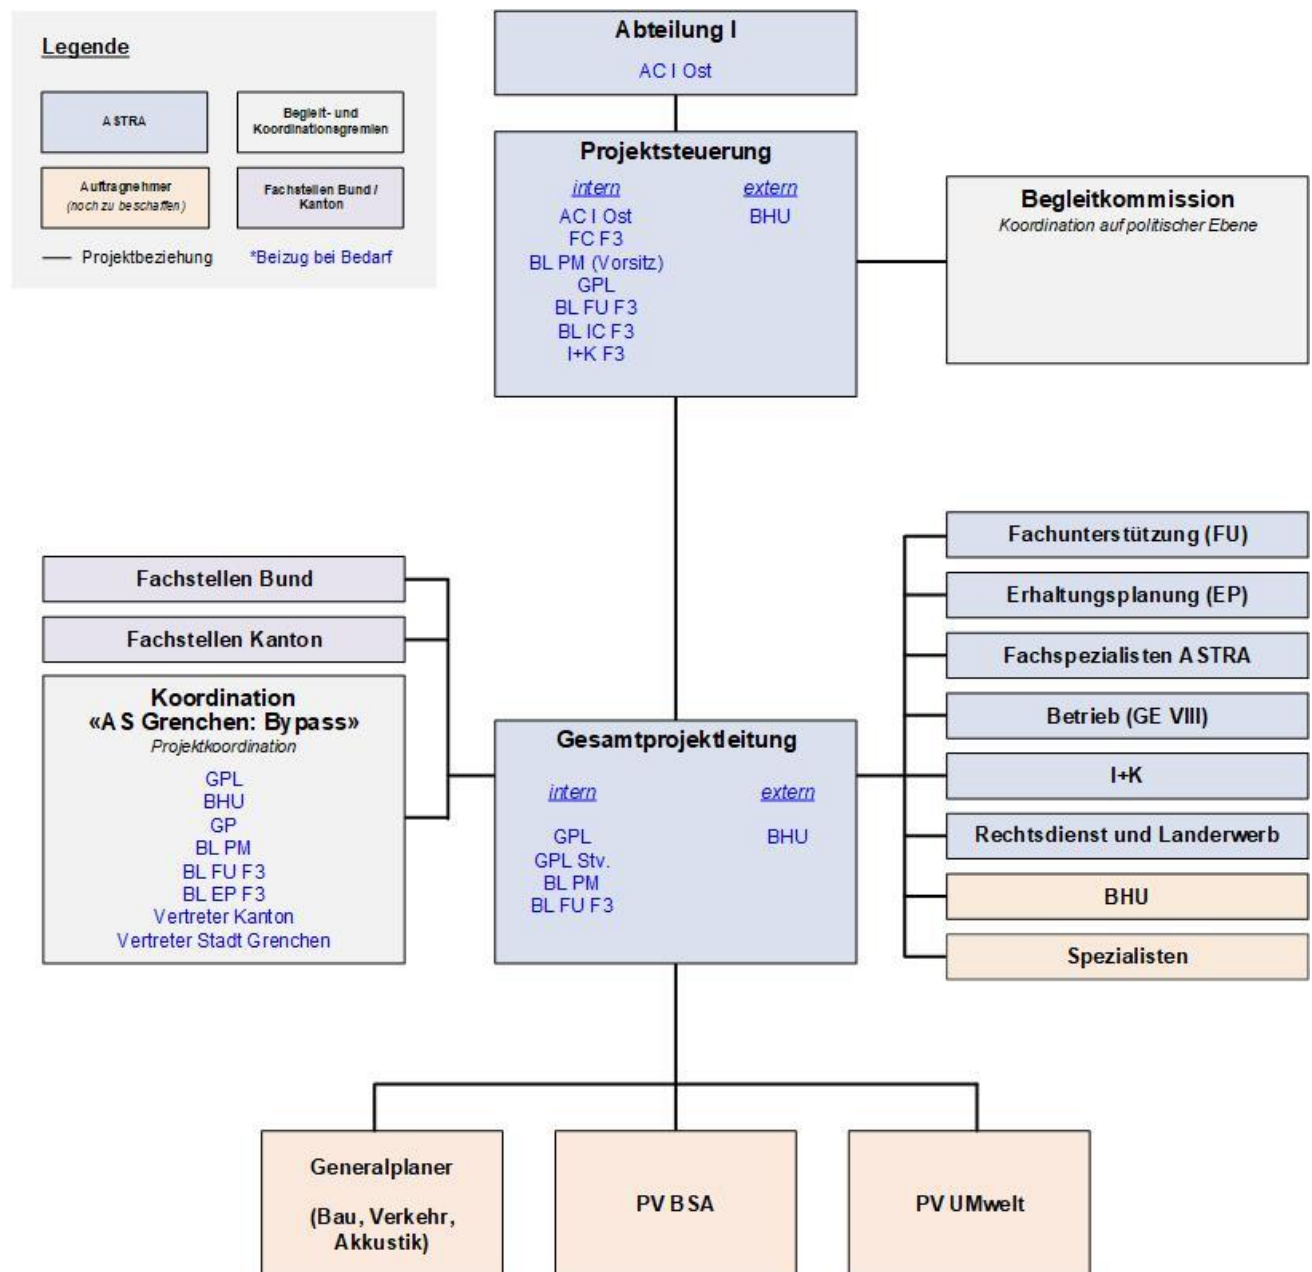 Legende
ASTRA
Begleit- und
Koordinationsgremien
Auftragnehmer
(noch zu beschaffen)
Fachstellen Bund /
Kanton
Projektbeziehung
*Beizug bei Bedarf
Abteilung I
AC I Ost
Projektsteuerung
intern
extern
AC I Ost
BHU
FC F3
BL PM (Vorsitz)
GPL
BL FU F3
BL IC F3
I+K F3
Begleitkommission
Koordination auf politischer Ebene
Fachstellen Bund
Fachstellen Kanton
Koordination
«AS Grenchen: Bypass»
Projektkoordination
GPL
BHU
GP
BL PM
BL FU F3
BL EP F3
Vertreter Kanton
Vertreter Stadt Grenchen
Gesamtprojektleitung
intern
extern
GPL
BHU
GPL Stv.
BL PM
BL FU F3
Fachunterstützung (FU)
Erhaltungsplanung (EP)
Fachspezialisten ASTRA
Betrieb (GE VIII)
I+K
Rechtsdienst und Landerwerb
BHU
Spezialisten
Generalplaner
(Bau, Verkehr,
Akkustik)
PV BSA
PV UMwelt